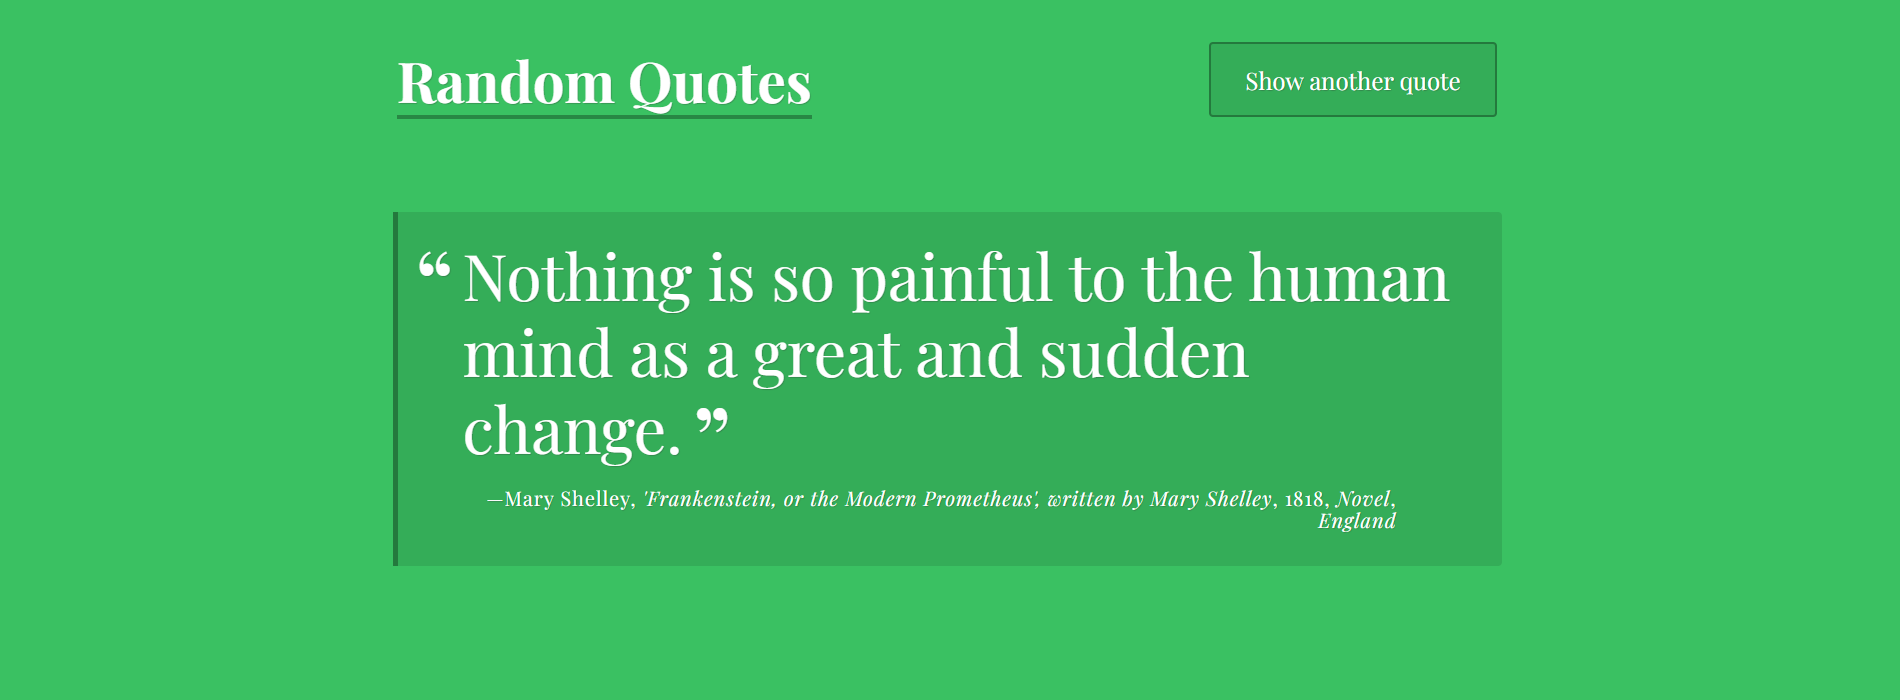 Random Quotes
Show another quote
“Nothing is so painful to the human
mind as a great and sudden
change.”
—Mary Shelley, 'Frankenstein, or the Modern Prometheus', written by Mary Shelley, 1818, Novel,
England